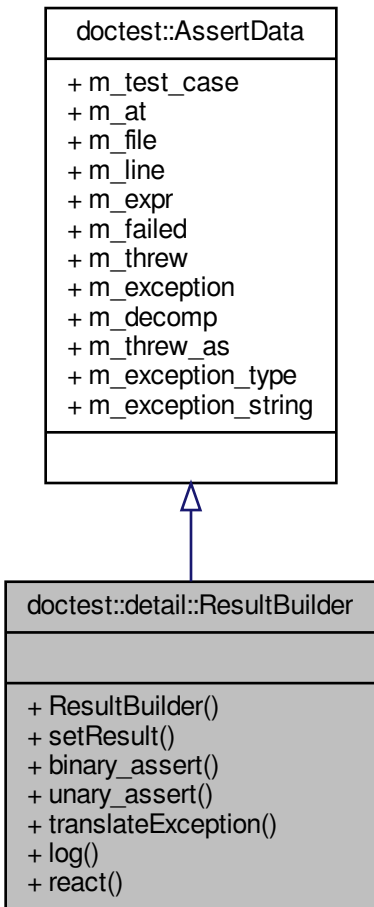 doctest::AssertData
+ m_test_case
+ m_at
+ m_file
+ m_line
+ m_expr
+ m_failed
+ m_threw
+ m_exception
+ m_decomp
+ m_threw_as
+ m_exception_type
+ m_exception_string
doctest::detail::ResultBuilder
+ ResultBuilder()
+ setResult()
+ binary_assert()
+ unary_assert()
+ translateException()
+ log()
+ react()